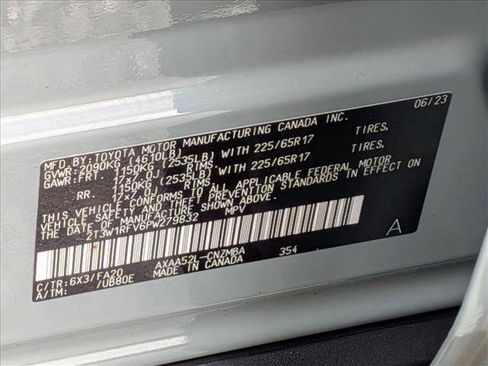 MFD. BY: TOYOTA MOTOR MANUFACTURING CANADA INC. 06/23
GVWR: 2090KG (4610LB)
GAWR: FRT. 1150KG (2535LB) WITH 225/65R17 TIRES,
17X7.0J RIMS
RR. 1150KG (2535LB) WITH 225/65R17 TIRES,
17X7.0J RIMS
THIS VEHICLE CONFORMS TO ALL APPLICABLE FEDERAL MOTOR
VEHICLE SAFETY AND THEFT PREVENTION STANDARDS IN EFFECT ON
THE DATE OF MANUFACTURE SHOWN ABOVE.
2T3W1RFV6PW279832 MPV
A
C/TR: 6X3/FA20 AXAA52L-CNZMBA 354
A/TM: /UB80E MADE IN CANADA